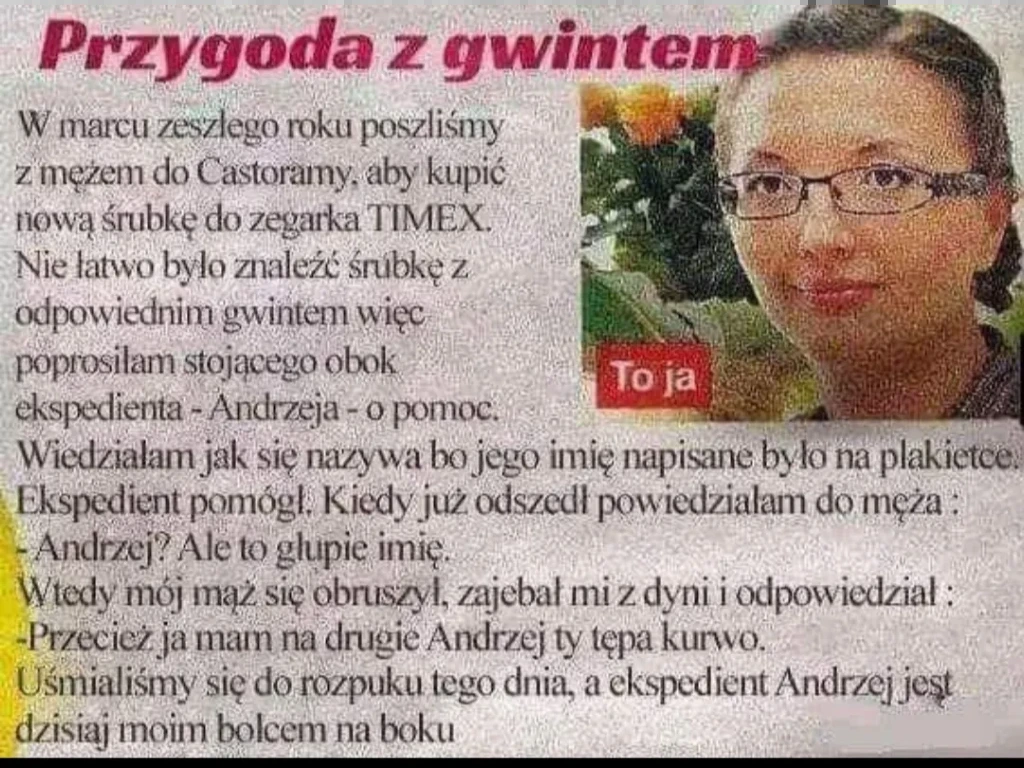 Przygoda z gwintem
W marcu zeszłego roku poszliśmy
z mężem do Castoramy, aby kupić
nową śrubkę do zegarka TIMEX.
Nie łatwo było znaleźć śrubkę z
odpowiednim gwintem więc
poprosiłam stojącego obok
ekspedienta - Andrzeja - o pomoc.
To ja
Wiedziałam jak się nazywa bo jego imię napisane było na plakietce.
Ekspedient pomógł. Kiedy już odszedł powiedziałam do męża :
- Andrzej? Ale to głupie imię.
Wtedy mój mąż się obruszył, zajebał mi z dyni i odpowiedział :
-Przecież ja mam na drugie Andrzej ty tępa kurwo.
Uśmialiśmy się do rozpuku tego dnia, a ekspedient Andrzej jest
dzisiaj moim bolcem na boku